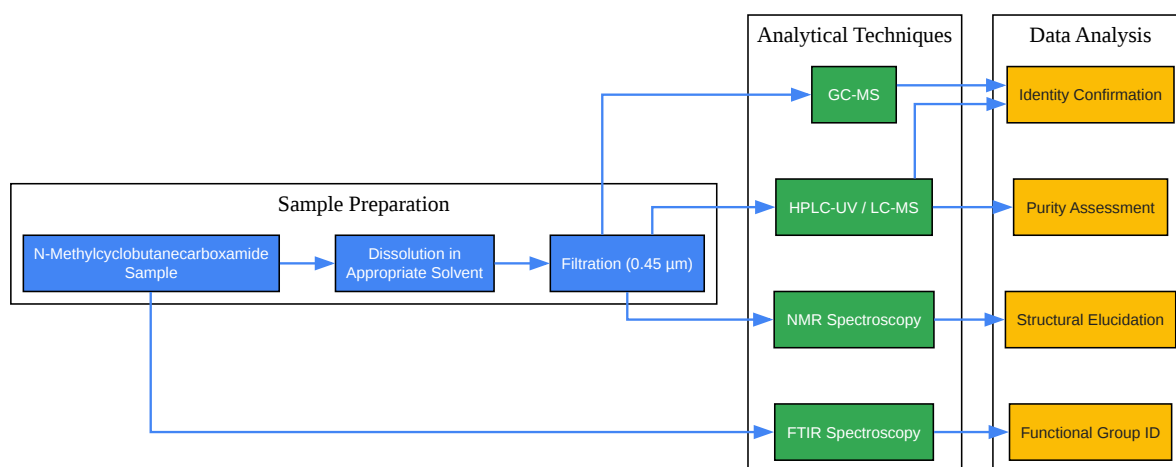 Analytical Techniques
Data Analysis
GC-MS
Identity Confirmation
Sample Preparation
HPLC-UV / LC-MS
Purity Assessment
N-Methylcyclobutanecarboxamide
Sample
Dissolution in
Appropriate Solvent
Filtration (0.45 µm)
NMR Spectroscopy
Structural Elucidation
FTIR Spectroscopy
Functional Group ID